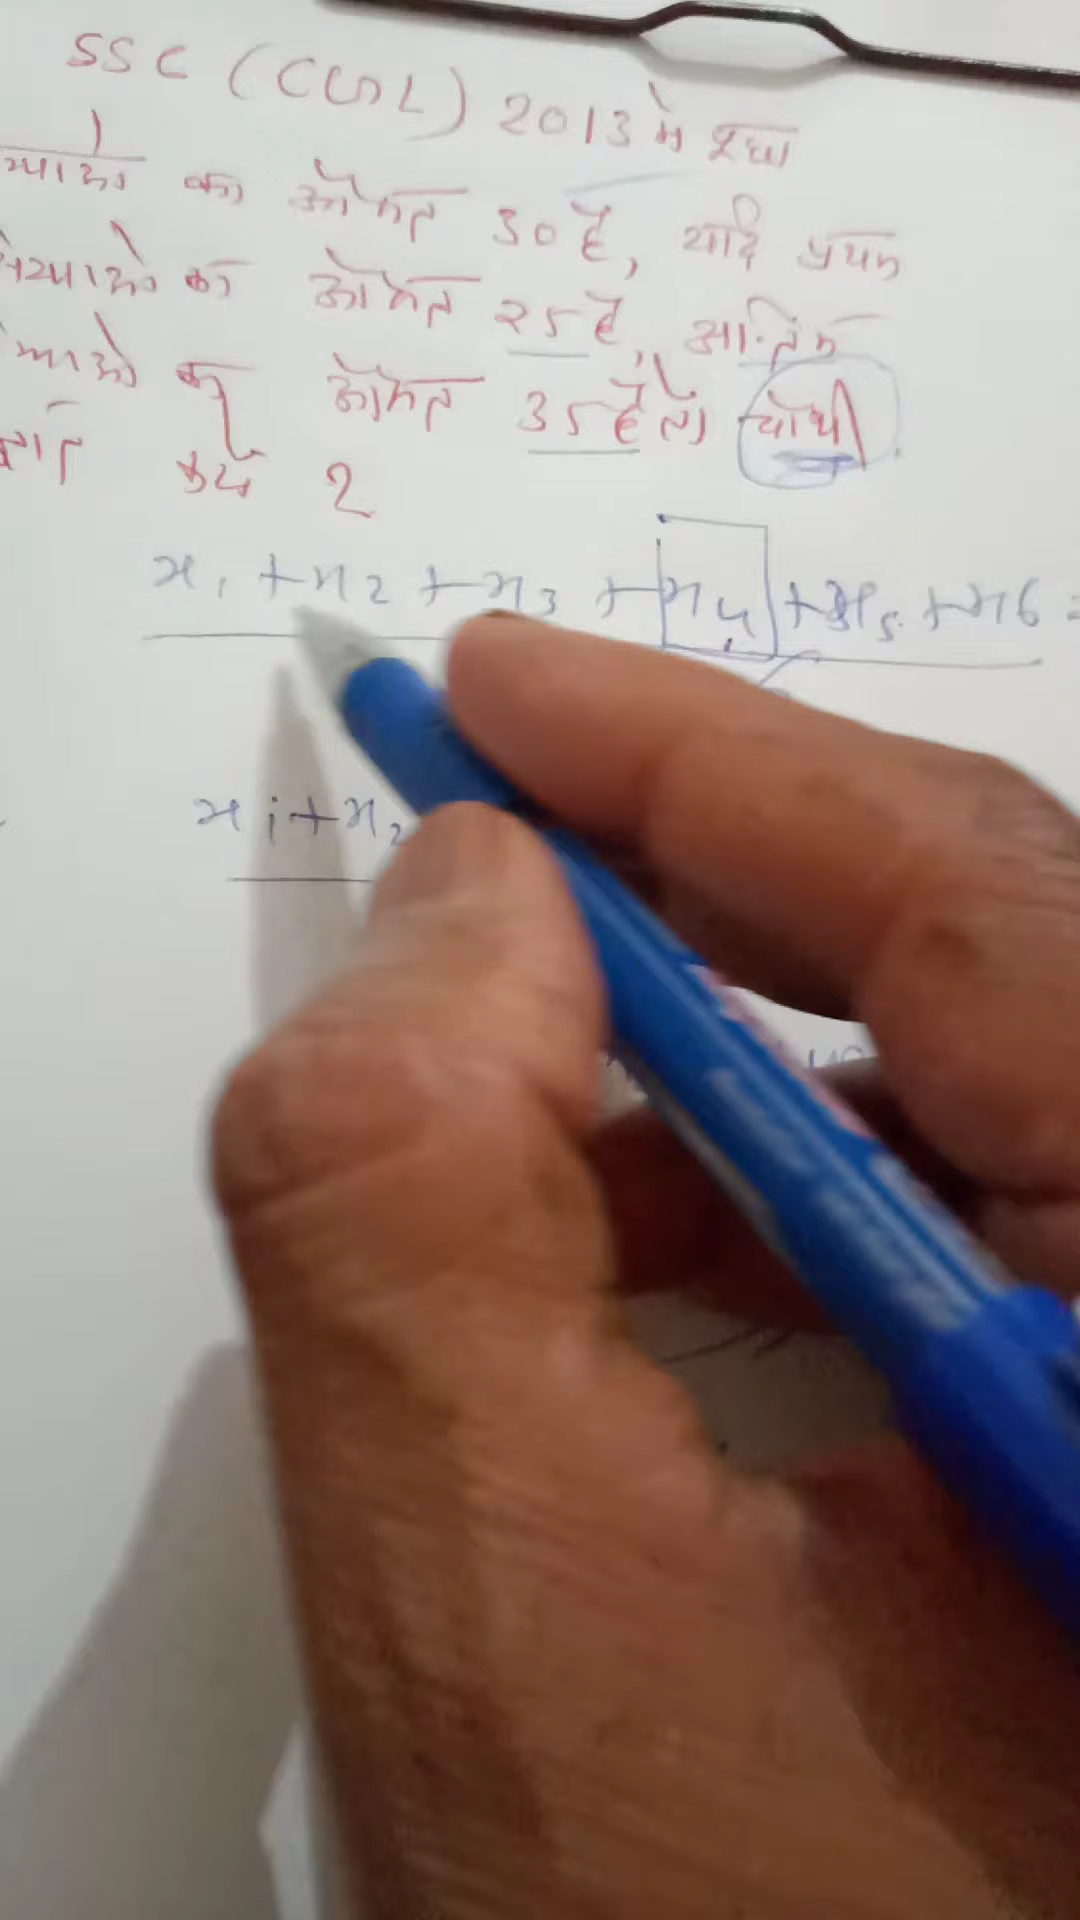 SSC (CGL) 2013 में पूछा
का औसत 30 है, यदि प्रथम
का औसत 25 है, अन्तिम
का औसत 35 है तो चौथी
ज्ञात करें ?
x1 + x2 + x3 + x4 + x5 + x6 =
x1 + x2